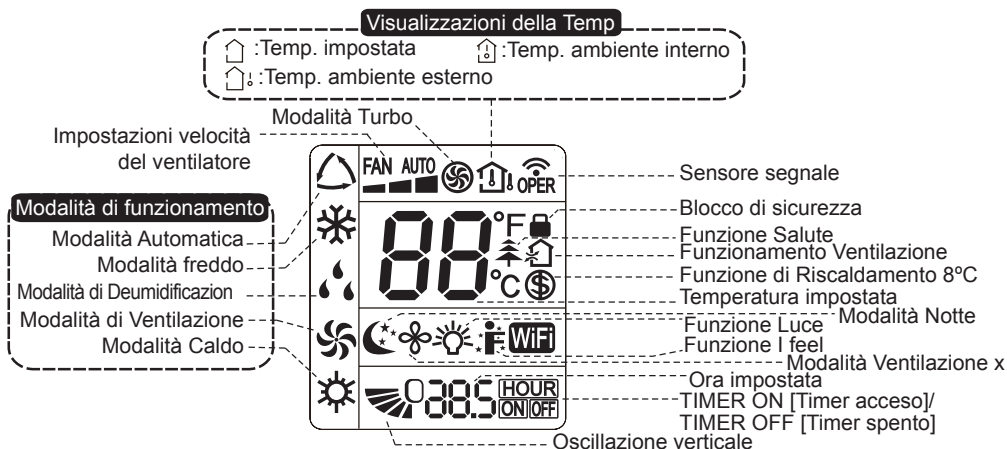 Visualizzazioni della Temp
:Temp. impostata
:Temp. ambiente interno
:Temp. ambiente esterno
Modalità Turbo
Impostazioni velocità
del ventilatore
Modalità di funzionamento
Modalità Automatica
Modalità freddo
Modalità di Deumidificazion
Modalità di Ventilazione
Modalità Caldo
FAN AUTO
OPER
88 °F
°C
WiFi
088.5 HOUR
ON OFF
Sensore segnale
Blocco di sicurezza
Funzione Salute
Funzionamento Ventilazione
Funzione di Riscaldamento 8ºC
Temperatura impostata
Modalità Notte
Funzione Luce
Funzione I feel
Modalità Ventilazione x
Ora impostata
TIMER ON [Timer acceso]/
TIMER OFF [Timer spento]
Oscillazione verticale